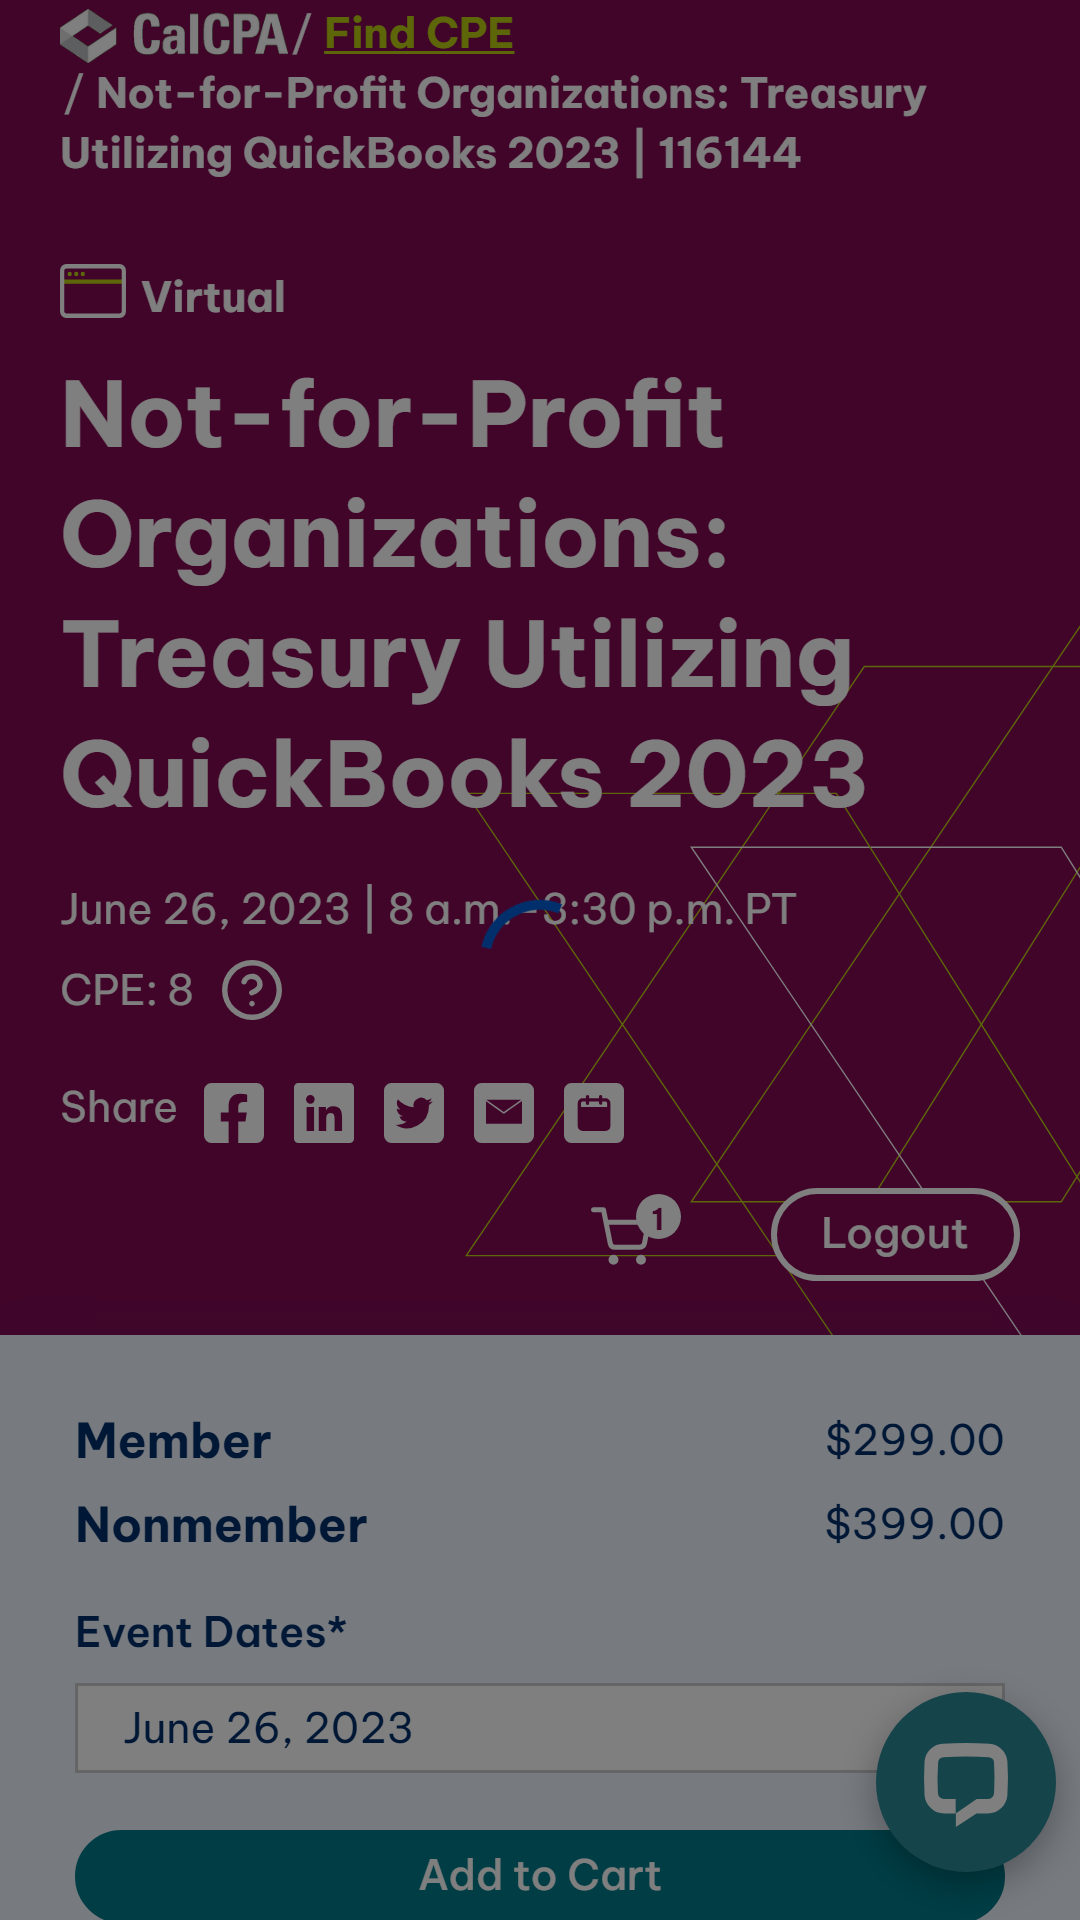 CalCPA / Find CPE
/ Not-for-Profit Organizations: Treasury
Utilizing QuickBooks 2023 | 116144
Virtual
Not-for-Profit
Organizations:
Treasury Utilizing
QuickBooks 2023
June 26, 2023 | 8 a.m.–3:30 p.m. PT
CPE: 8 ?
Share
1
Logout
Member $299.00
Nonmember $399.00
Event Dates*
June 26, 2023
Add to Cart